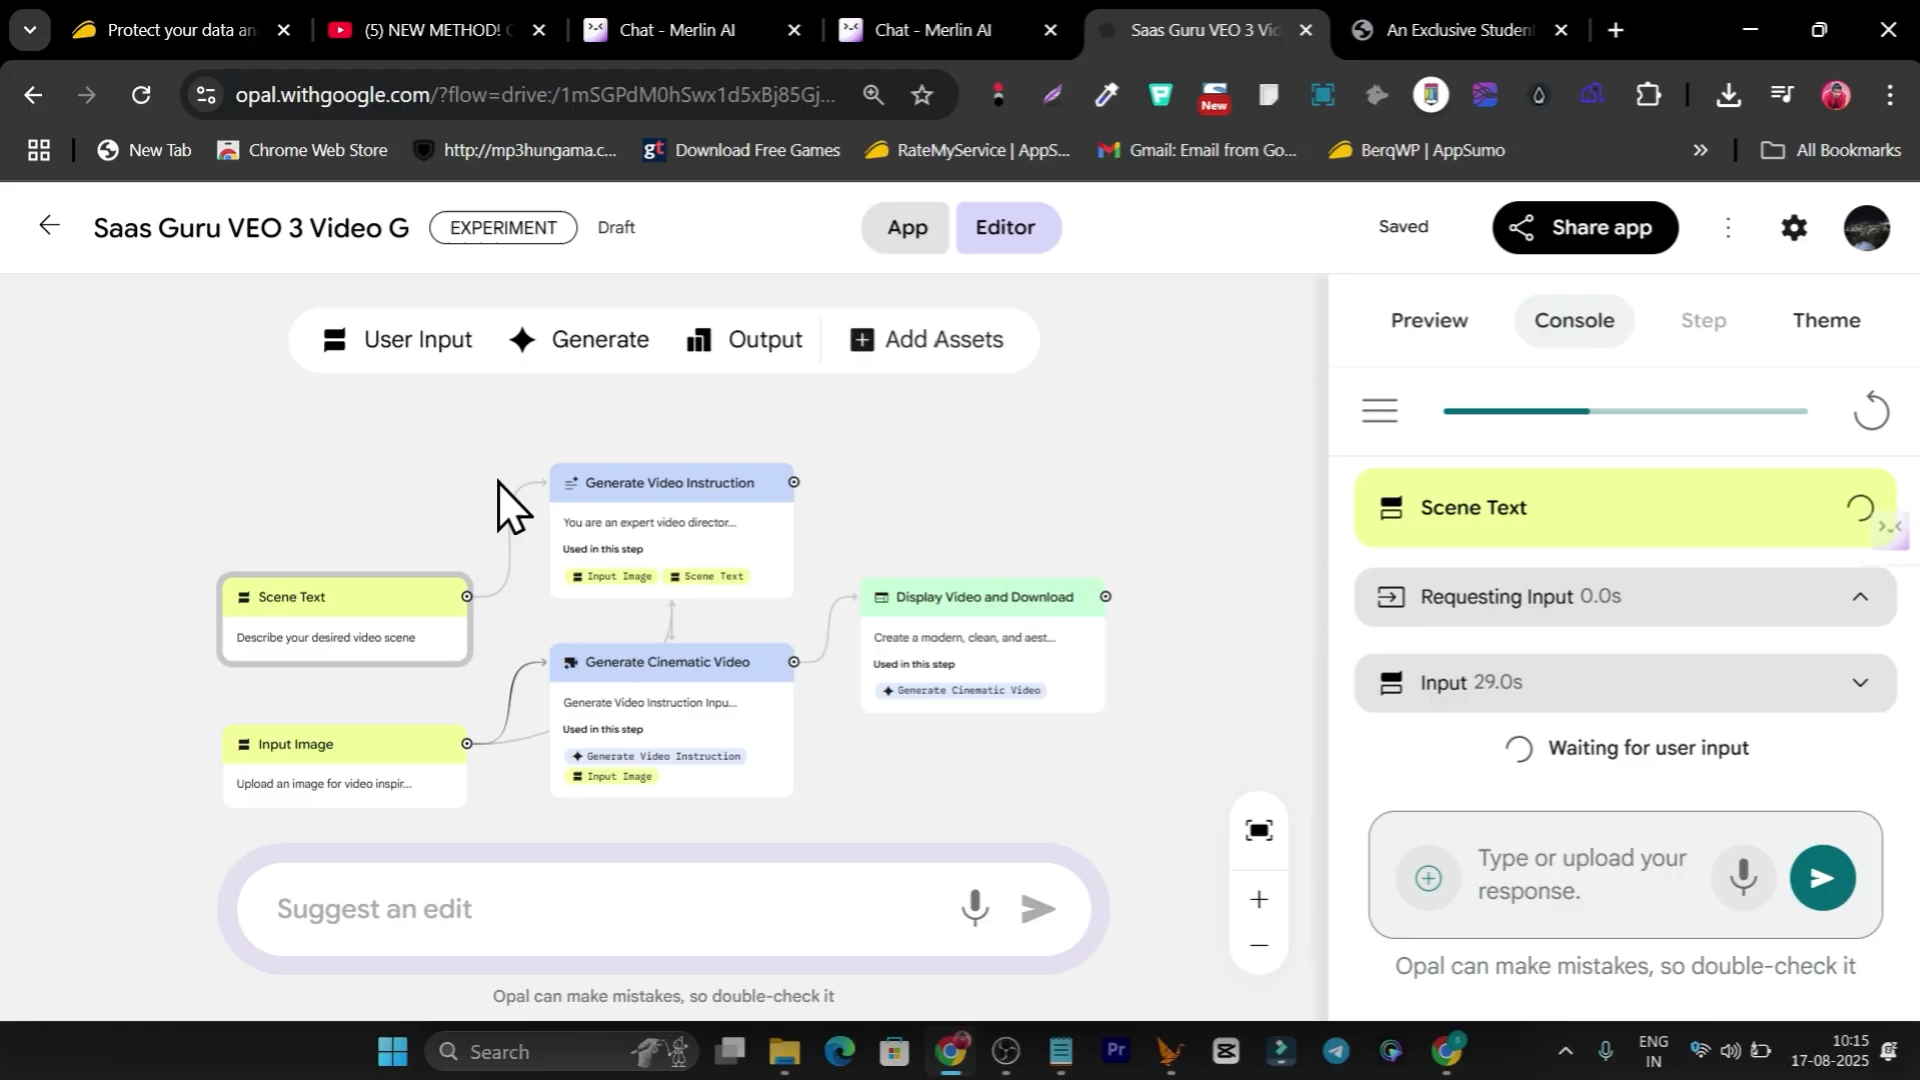 Protect your data an
(5) NEW METHOD!
Chat - Merlin AI
Chat - Merlin AI
Saas Guru VEO 3 Vid
An Exclusive Student
opal.withgoogle.com/?flow=drive:/1mSGPdM0hSwx1d5xBj85Gj...
New
New Tab
Chrome Web Store
http://mp3hungama.c...
gt Download Free Games
RateMyService | AppS...
Gmail: Email from Go...
BerqWP | AppSumo
All Bookmarks
Saas Guru VEO 3 Video G
EXPERIMENT
Draft
App
Editor
Saved
Share app
User Input
Generate
Output
Add Assets
Preview
Console
Step
Theme
Generate Video Instruction
You are an expert video director...
Used in this step
Input Image
Scene Text
Scene Text
Describe your desired video scene
Generate Cinematic Video
Generate Video Instruction Inpu...
Used in this step
Generate Video Instruction
Input Image
Input Image
Upload an image for video inspir...
Display Video and Download
Create a modern, clean, and aest...
Used in this step
Generate Cinematic Video
Scene Text
Requesting Input 0.0s
Input 29.0s
Waiting for user input
Type or upload your
response.
Opal can make mistakes, so double-check it
Suggest an edit
Opal can make mistakes, so double-check it
Search
Pr
ENG
IN
10:15
17-08-2025